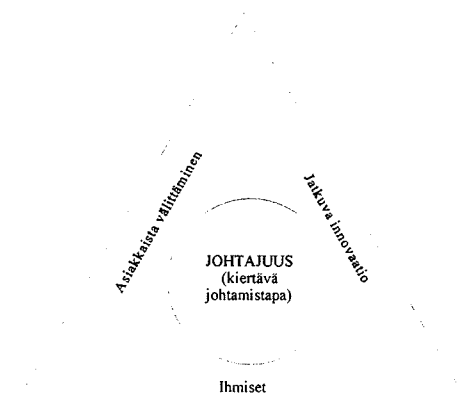 Asiakkaista välittäminen
Jatkuva innovaatio
JOHTAJUUS
(kiertävä
johtamistapa)
Ihmiset